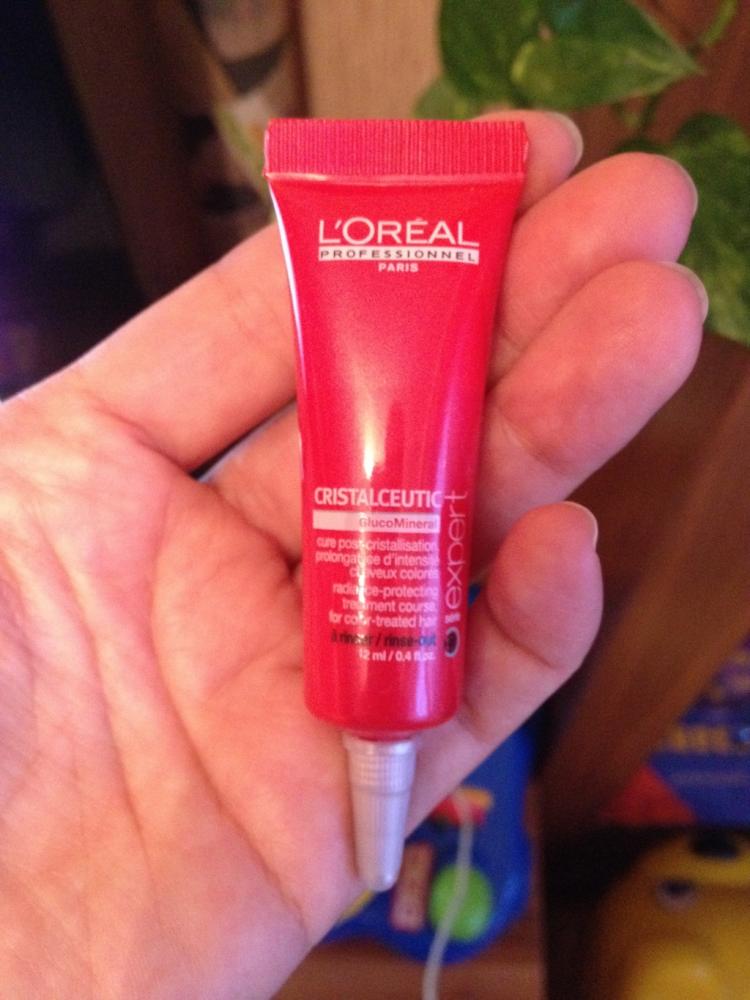 L'ORÉAL
PROFESSIONNEL
PARIS
CRISTALCEUTIC
GlucoMineral
cure post-cristallisation,
prolongatrice d'intensité
cheveux colorés
radiance-protecting
treatment course,
for color-treated hair
à rincer / rinse-out
12 ml / 0.4 fl.oz.
expert